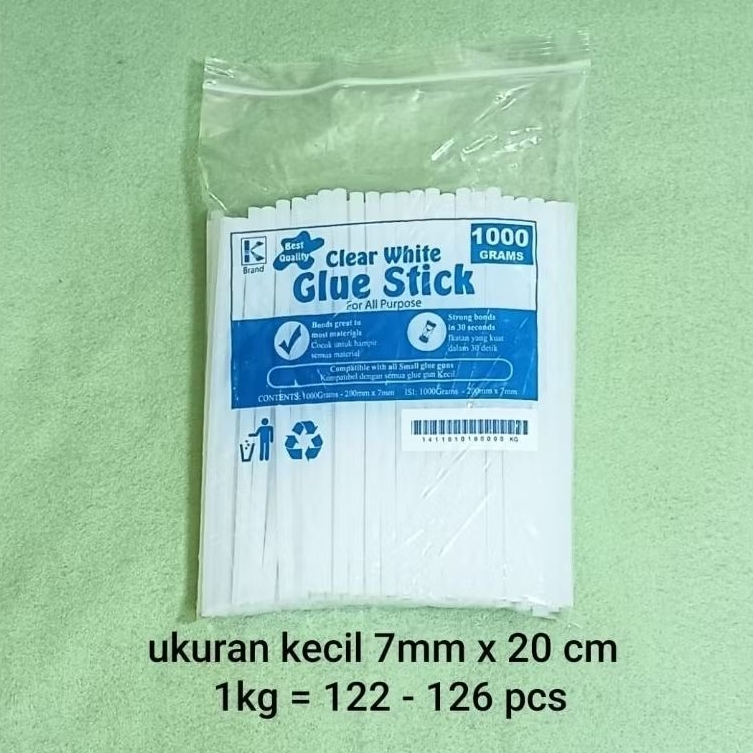 K
Brand
Best
Quality
Clear White
Glue Stick
For All Purpose
1000
GRAMS
Bonds great to
most materials
Cocok untuk hampir
semua material
Strong bonds
in 30 seconds
Ikatan yang kuat
dalam 30 detik
Compatible with all Small glue guns
Kompatibel dengan semua glue gun Kecil
CONTENTS: 1000Grams - 200mm x 7mm ISI: 1000Grams - 200mm x 7mm
KG
ukuran kecil 7mm x 20 cm
1kg = 122 - 126 pcs